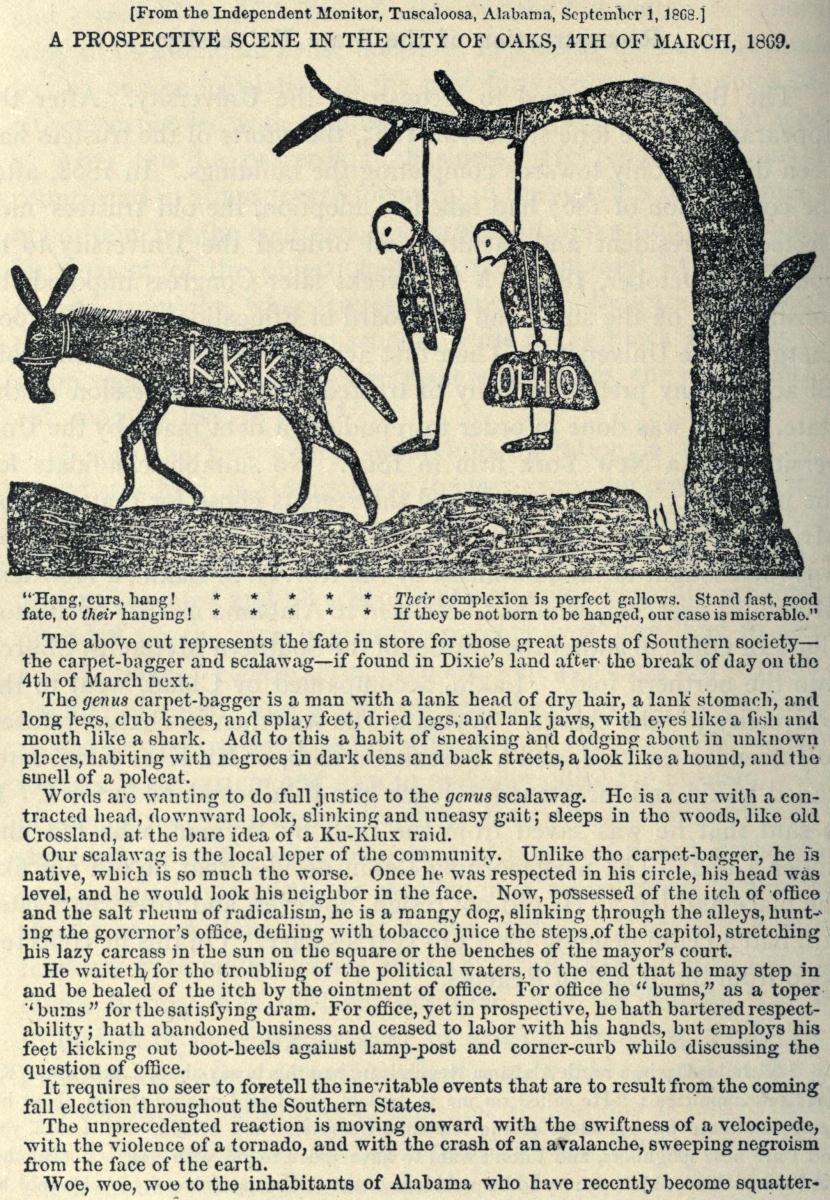 [From the Independent Monitor, Tuscaloosa, Alabama, September 1, 1868.]
A PROSPECTIVE SCENE IN THE CITY OF OAKS, 4TH OF MARCH, 1869.
KKK
OHIO
"Hang, curs, hang! * * * * * Their complexion is perfect gallows. Stand fast, good
fate, to their hanging! * * * * * If they be not born to be hanged, our case is miserable."
The above cut represents the fate in store for those great pests of Southern society—
the carpet-bagger and scalawag—if found in Dixie's land after the break of day on the
4th of March next.
The genus carpet-bagger is a man with a lank head of dry hair, a lank stomach, and
long legs, club knees, and splay feet, dried legs, and lank jaws, with eyes like a fish and
mouth like a shark. Add to this a habit of sneaking and dodging about in unknown
places, habiting with negroes in dark dens and back streets, a look like a hound, and the
smell of a polecat.
Words are wanting to do full justice to the genus scalawag. He is a cur with a con-
tracted head, downward look, slinking and uneasy gait; sleeps in the woods, like old
Crossland, at the bare idea of a Ku-Klux raid.
Our scalawag is the local leper of the community. Unlike the carpet-bagger, he is
native, which is so much the worse. Once he was respected in his circle, his head was
level, and he would look his neighbor in the face. Now, possessed of the itch of office
and the salt rheum of radicalism, he is a mangy dog, slinking through the alleys, hunt-
ing the governor's office, defiling with tobacco juice the steps of the capitol, stretching
his lazy carcass in the sun on the square or the benches of the mayor's court.
He waiteth for the troubling of the political waters, to the end that he may step in
and be healed of the itch by the ointment of office. For office he "bums," as a toper
"bums" for the satisfying dram. For office, yet in prospective, he hath bartered respect-
ability; hath abandoned business and ceased to labor with his hands, but employs his
feet kicking out boot-heels against lamp-post and corner-curb while discussing the
question of office.
It requires no seer to foretell the inevitable events that are to result from the coming
fall election throughout the Southern States.
The unprecedented reaction is moving onward with the swiftness of a velocipede,
with the violence of a tornado, and with the crash of an avalanche, sweeping negroism
from the face of the earth.
Woe, woe, woe to the inhabitants of Alabama who have recently become squatter-